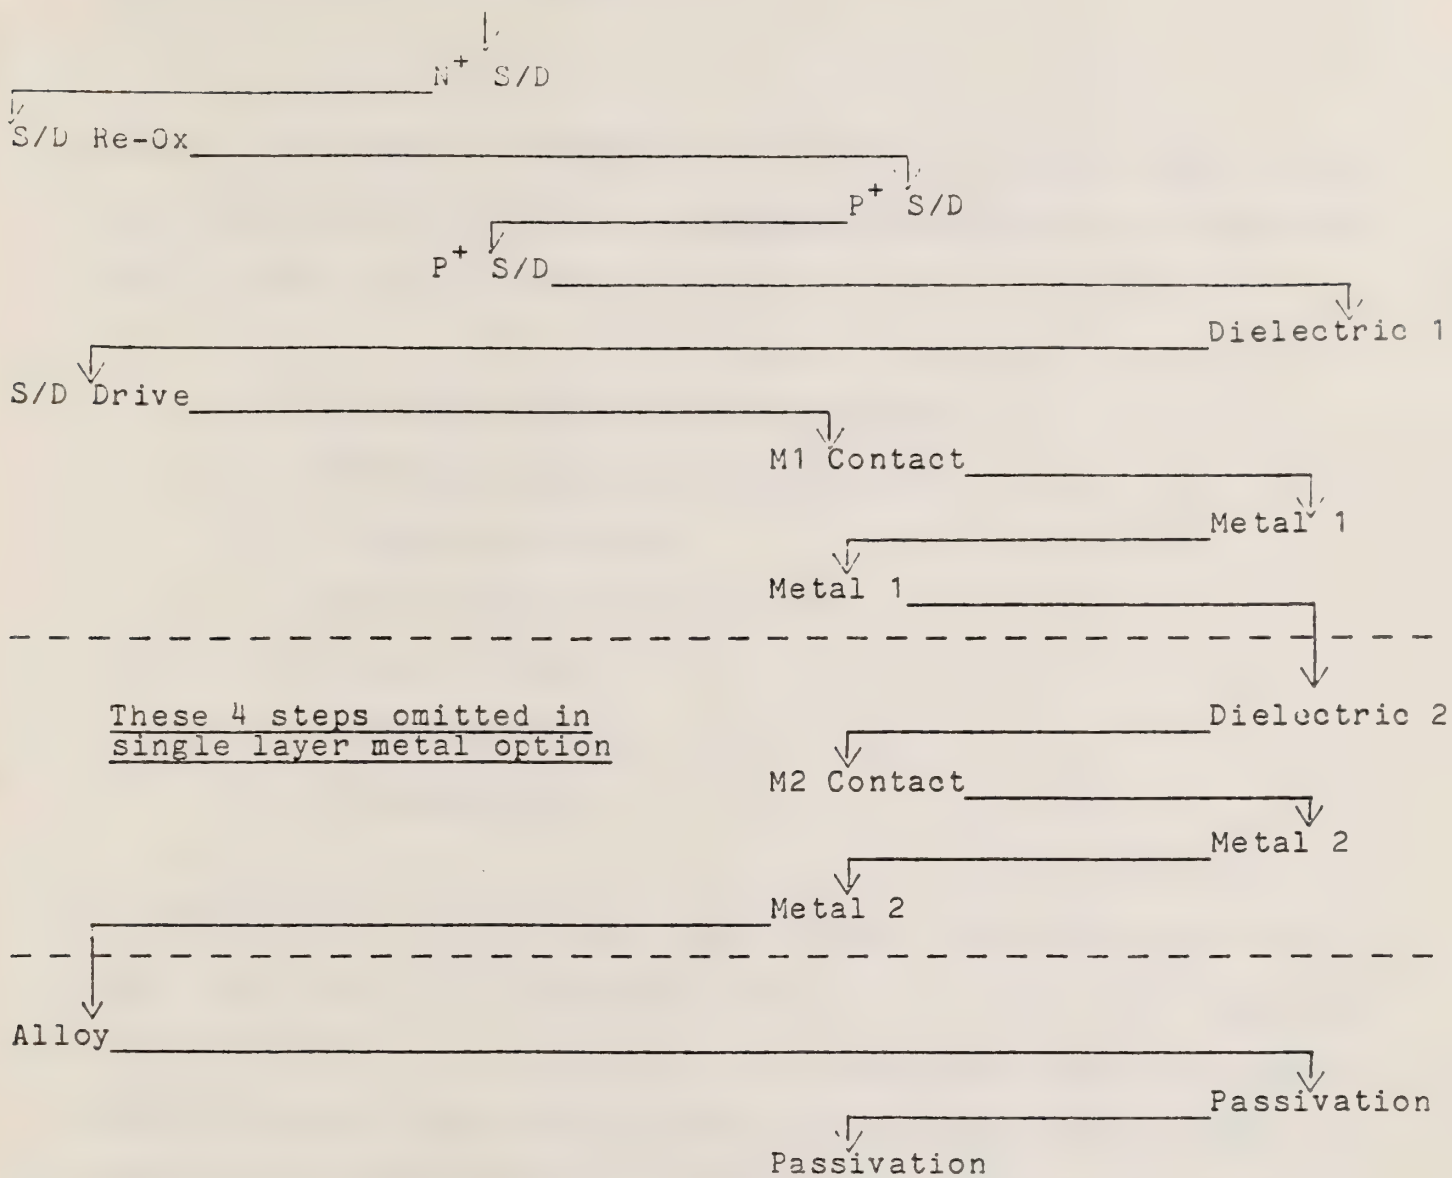 N+ S/D
S/D Re-Ox
P+ S/D
P+ S/D
Dielectric 1
S/D Drive
M1 Contact
Metal 1
Metal 1
These 4 steps omitted in
single layer metal option
Dielectric 2
M2 Contact
Metal 2
Metal 2
Alloy
Passivation
Passivation